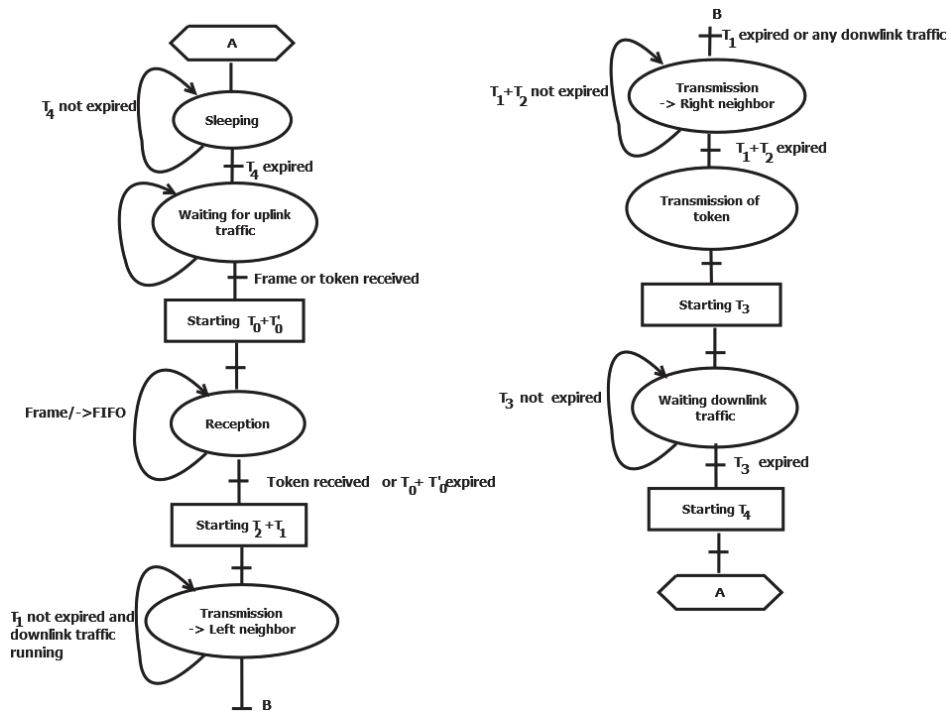 A
T4 not expired
Sleeping
T4 expired
Waiting for uplink
traffic
Frame or token received
Starting T0+T'0
Frame/->FIFO
Reception
Token received or T0+ T'0 expired
Starting T2+T1
T1 not expired and
downlink traffic
running
Transmission
-> Left neighbor
B
B
T1 expired or any donwlink traffic
T1+T2 not expired
Transmission
-> Right neighbor
T1+T2 expired
Transmission of
token
Starting T3
T3 not expired
Waiting downlink
traffic
T3 expired
Starting T4
A